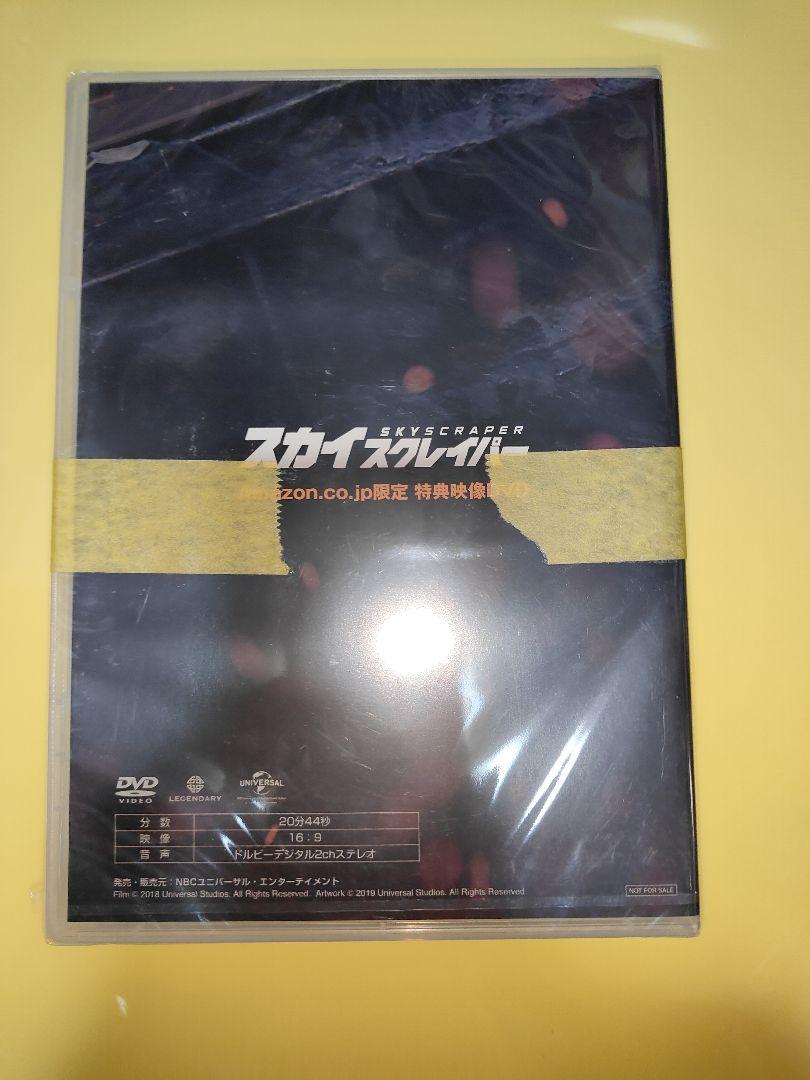 SKYSCRAPER
スカイスクレイパー
Amazon.co.jp限定 特典映像DVD
DVD
VIDEO
LEGENDARY
UNIVERSAL
分 数 20分44秒
映 像 16:9
音 声 ドルビーデジタル2chステレオ
発売・販売元:NBCユニバーサル・エンターテイメント
Film © 2018 Universal Studios. All Rights Reserved. Artwork © 2019 Universal Studios. All Rights Reserved.
NOT FOR SALE